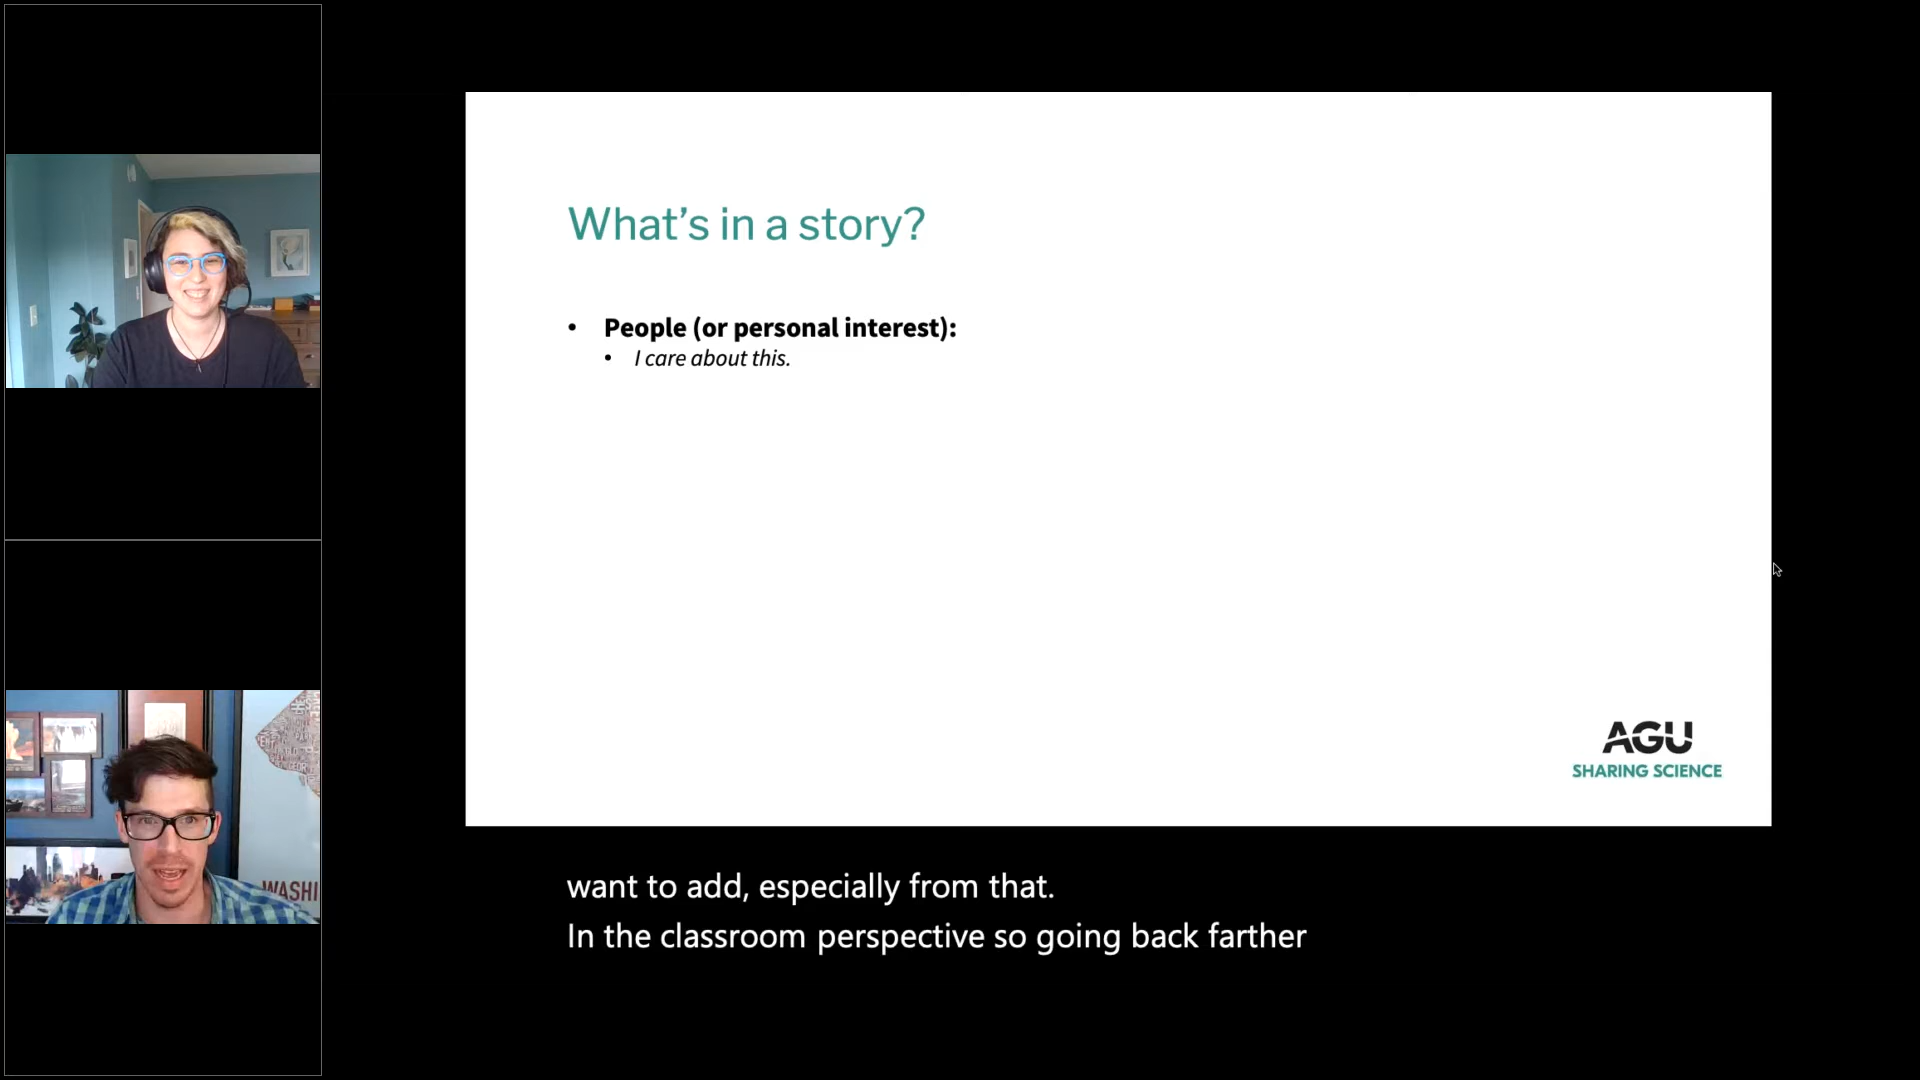 What's in a story?
• People (or personal interest):
• I care about this.
AGU
SHARING SCIENCE
WASHI
want to add, especially from that.
In the classroom perspective so going back farther